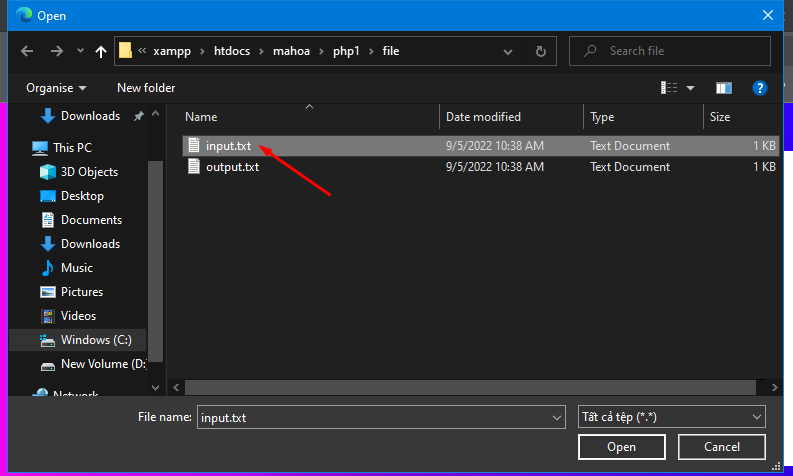 Open
« xampp > htdocs > mahoa > php1 > file
Search file
Organise
New folder
?
Name
Date modified
Type
Size
input.txt
9/5/2022 10:38 AM
Text Document
1 KB
output.txt
9/5/2022 10:38 AM
Text Document
1 KB
Downloads
This PC
3D Objects
Desktop
Documents
Downloads
Music
Pictures
Videos
Windows (C:)
New Volume (D:
Network
File name:
input.txt
Tất cả tệp (*.*)
Open
Cancel